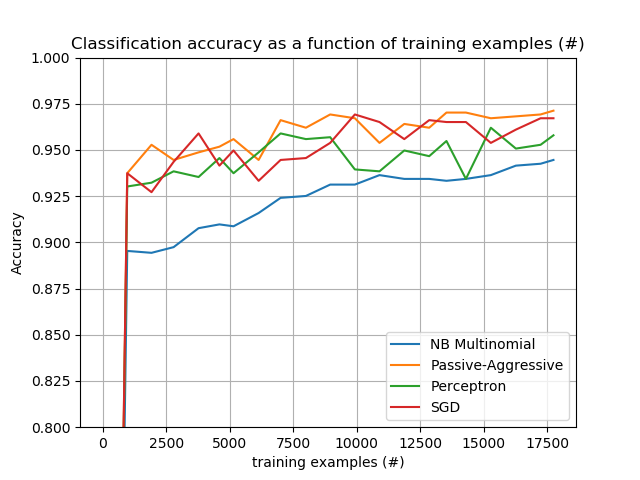 Classification accuracy as a function of training examples (#)
1.000
0.975
0.950
0.925
0.900
0.875
0.850
0.825
0.800
Accuracy
NB Multinomial
Passive-Aggressive
Perceptron
SGD
0 2500 5000 7500 10000 12500 15000 17500
training examples (#)